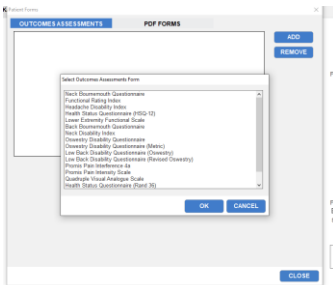 Patient Forms
OUTCOMES ASSESSMENTS
PDF FORMS
ADD
REMOVE
Select Outcomes Assessments Form
Neck Bournemouth Questionnaire
Functional Rating Index
Headache Disability Index
Health Status Questionnaire (HSQ-12)
Lower Extremity Functional Scale
Back Bournemouth Questionnaire
Neck Disability Index
Oswestry Disability Questionnaire
Oswestry Disability Questionnaire (Metric)
Low Back Disability Questionnaire (Oswestry)
Low Back Disability Questionnaire (Revised Oswestry)
Promis Pain Interference 4a
Promis Pain Intensity Scale
Quadruple Visual Analogue Scale
Health Status Questionnaire (Rand 36)
OK
CANCEL
CLOSE